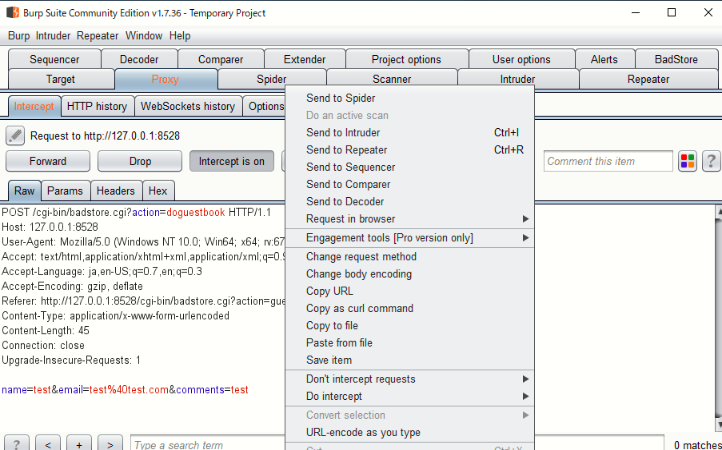 Burp Suite Community Edition v1.7.36 - Temporary Project
Burp Intruder Repeater Window Help
Sequencer Decoder Comparer Extender Project options User options Alerts BadStore
Target Proxy Spider Scanner Intruder Repeater
Intercept HTTP history WebSockets history Options
Request to http://127.0.0.1:8528
Forward Drop Intercept is on Comment this item ?
Raw Params Headers Hex
POST /cgi-bin/badstore.cgi?action=doguestbook HTTP/1.1
Host: 127.0.0.1:8528
User-Agent: Mozilla/5.0 (Windows NT 10.0; Win64; x64; rv:67
Accept: text/html,application/xhtml+xml,application/xml;q=0.9
Accept-Language: ja,en-US;q=0.7,en;q=0.3
Accept-Encoding: gzip, deflate
Referer: http://127.0.0.1:8528/cgi-bin/badstore.cgi?action=gue
Content-Type: application/x-www-form-urlencoded
Content-Length: 45
Connection: close
Upgrade-Insecure-Requests: 1
name=test&email=test%40test.com&comments=test
Send to Spider
Do an active scan
Send to Intruder Ctrl+I
Send to Repeater Ctrl+R
Send to Sequencer
Send to Comparer
Send to Decoder
Request in browser
Engagement tools [Pro version only]
Change request method
Change body encoding
Copy URL
Copy as curl command
Copy to file
Paste from file
Save item
Don't intercept requests
Do intercept
Convert selection
URL-encode as you type
Cut Ctrl+X
? < + > Type a search term 0 matches